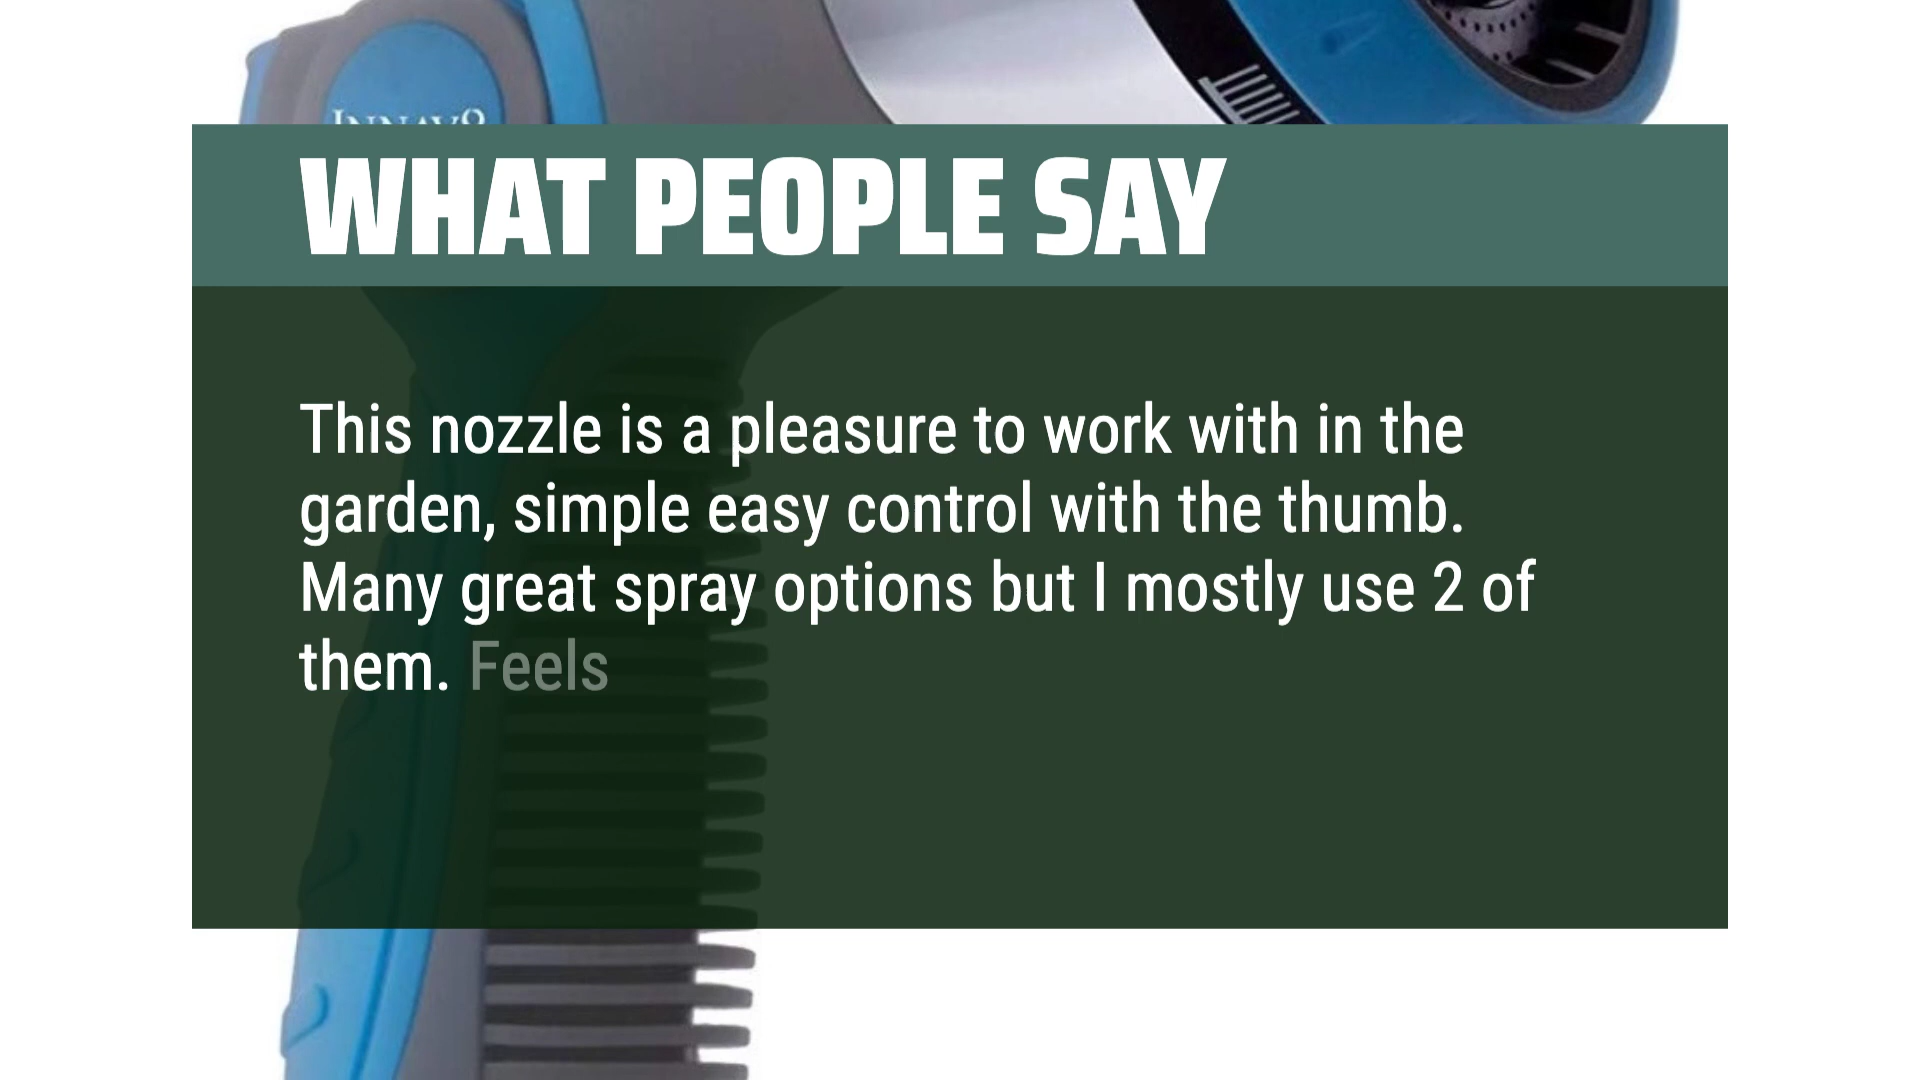 INNAV8
WHAT PEOPLE SAY
This nozzle is a pleasure to work with in the
garden, simple easy control with the thumb.
Many great spray options but I mostly use 2 of
them. Feels